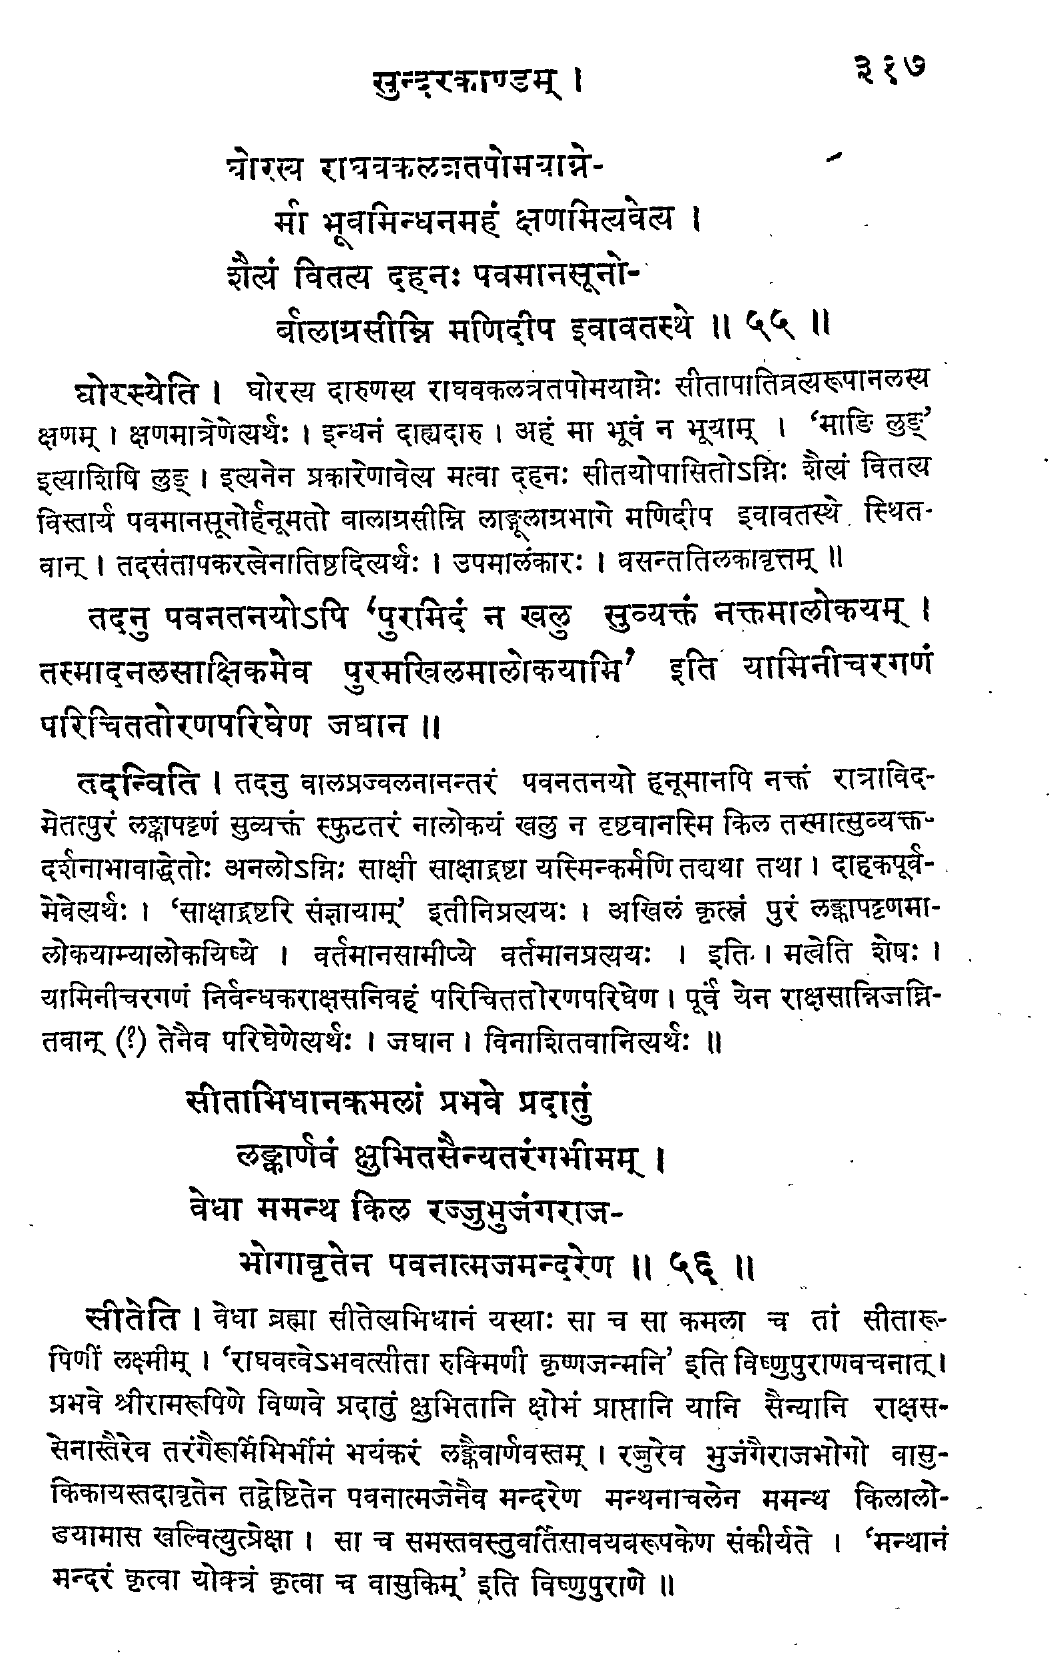 सुन्दरकाण्डम् ।
३१७
घोरस्य राघवकलत्रतपोमयाग्ने-
र्मा भूवमिन्धनमहं क्षणमित्यवेत्य ।
शैत्यं वितत्य दहनः पवमानसूनो-
र्वालाग्रसीम्नि मणिदीप इवावतस्थे ॥ ५५ ॥
घोरस्येति । घोरस्य दारुणस्य राघवकलत्रतपोमयाग्नेः सीतापातिव्रत्यरूपानलस्य
क्षणम् । क्षणमात्रेणेत्यर्थः । इन्धनं दाह्यदारु । अहं मा भूवं न भूयाम् । ‘माङि लुङ्’
इत्याशिषि लुङ् । इत्यनेन प्रकारेणावेत्य मत्वा दहनः सीतयोपासितोऽग्निः शैत्यं वितत्य
विस्तार्य पवमानसूनोर्हनूमतो वालाग्रसीम्नि लाङ्गूलाग्रभागे मणिदीप इवावतस्थे स्थित-
वान् । तदसंतापकरत्वेनातिष्ठदित्यर्थः । उपमालंकारः । वसन्ततिलकावृत्तम् ॥
तदनु पवनतनयोऽपि ‘पुरमिदं न खलु सुव्यक्तं नक्तमालोकयम् ।
तस्मादनलसाक्षिकमेव पुरमखिलमालोकयामि’ इति यामिनीचरगणं
परिचिततोरणपरिघेण जघान ॥
तदन्विति । तदनु वालप्रज्वलनानन्तरं पवनतनयो हनूमानपि नक्तं रात्राविद-
मेतत्पुरं लङ्कापट्टणं सुव्यक्तं स्फुटतरं नालोकयं खलु न दृष्टवानस्मि किल तस्मात्सुव्यक्त-
दर्शनाभावाद्धेतोः अनलोऽग्निः साक्षी साक्षाद्द्रष्टा यस्मिन्कर्मणि तद्यथा तथा । दाहकपूर्व-
मेवेत्यर्थः । ‘साक्षाद्द्रष्टरि संज्ञायाम्’ इतीनिप्रत्ययः । अखिलं कृत्स्नं पुरं लङ्कापट्टणमा-
लोकयाम्यालोकयिष्ये । वर्तमानसामीप्ये वर्तमानप्रत्ययः । इति । मत्वेति शेषः ।
यामिनीचरगणं निर्बन्धकराक्षसनिवहं परिचिततोरणपरिघेण । पूर्वं येन राक्षसान्निजघ्नि-
तवान् (?) तेनैव परिघेणेत्यर्थः । जघान । विनाशितवानित्यर्थः ॥
सीताभिधानकमलां प्रभवे प्रदातुं
लङ्कार्णवं क्षुभितसैन्यतरंगभीमम् ।
वेधा ममन्थ किल रज्जुभुजंगराज-
भोगावृतेन पवनात्मजमन्दरेण ॥ ५६ ॥
सीतेति । वेधा ब्रह्मा सीतेत्यभिधानं यस्याः सा च सा कमला च तां सीतारू-
पिणीं लक्ष्मीम् । ‘राघवत्वेऽभवत्सीता रुक्मिणी कृष्णजन्मनि’ इति विष्णुपुराणवचनात् ।
प्रभवे श्रीरामरूपिणे विष्णवे प्रदातुं क्षुभितानि क्षोभं प्राप्तानि यानि सैन्यानि राक्षस-
सेनास्तैरेव तरंगैरूर्मिभिर्भीमं भयंकरं लङ्कैवार्णवस्तम् । रज्जुरेव भुजंगैराजभोगो वासु-
किकायस्तदावृतेन तद्वेष्टितेन पवनात्मजेनैव मन्दरेण मन्थनाचलेन ममन्थ किलालो-
डयामास खल्वित्युत्प्रेक्षा । सा च समस्तवस्तुवर्तिसावयवरूपकेण संकीर्यते । ‘मन्थानं
मन्दरं कृत्वा योक्त्रं कृत्वा च वासुकिम्’ इति विष्णुपुराणे ॥